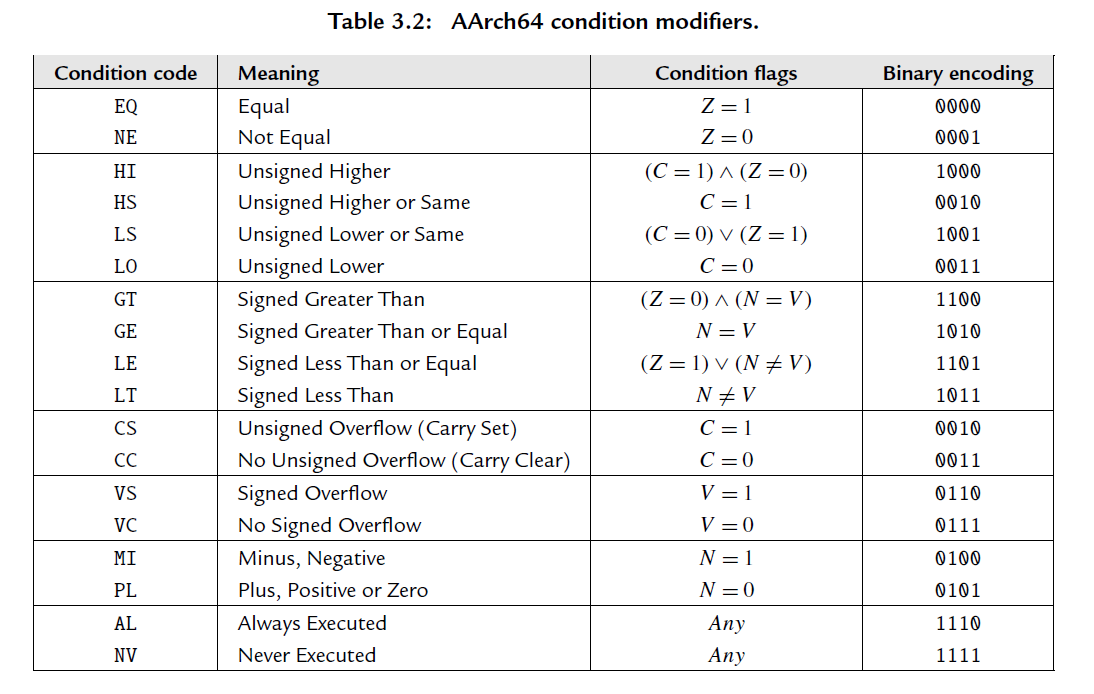 Table 3.2: AArch64 condition modifiers.
Condition code Meaning Condition flags Binary encoding
EQ Equal Z = 1 0000
NE Not Equal Z = 0 0001
HI Unsigned Higher (C = 1) ∧ (Z = 0) 1000
HS Unsigned Higher or Same C = 1 0010
LS Unsigned Lower or Same (C = 0) ∨ (Z = 1) 1001
LO Unsigned Lower C = 0 0011
GT Signed Greater Than (Z = 0) ∧ (N = V) 1100
GE Signed Greater Than or Equal N = V 1010
LE Signed Less Than or Equal (Z = 1) ∨ (N ≠ V) 1101
LT Signed Less Than N ≠ V 1011
CS Unsigned Overflow (Carry Set) C = 1 0010
CC No Unsigned Overflow (Carry Clear) C = 0 0011
VS Signed Overflow V = 1 0110
VC No Signed Overflow V = 0 0111
MI Minus, Negative N = 1 0100
PL Plus, Positive or Zero N = 0 0101
AL Always Executed Any 1110
NV Never Executed Any 1111